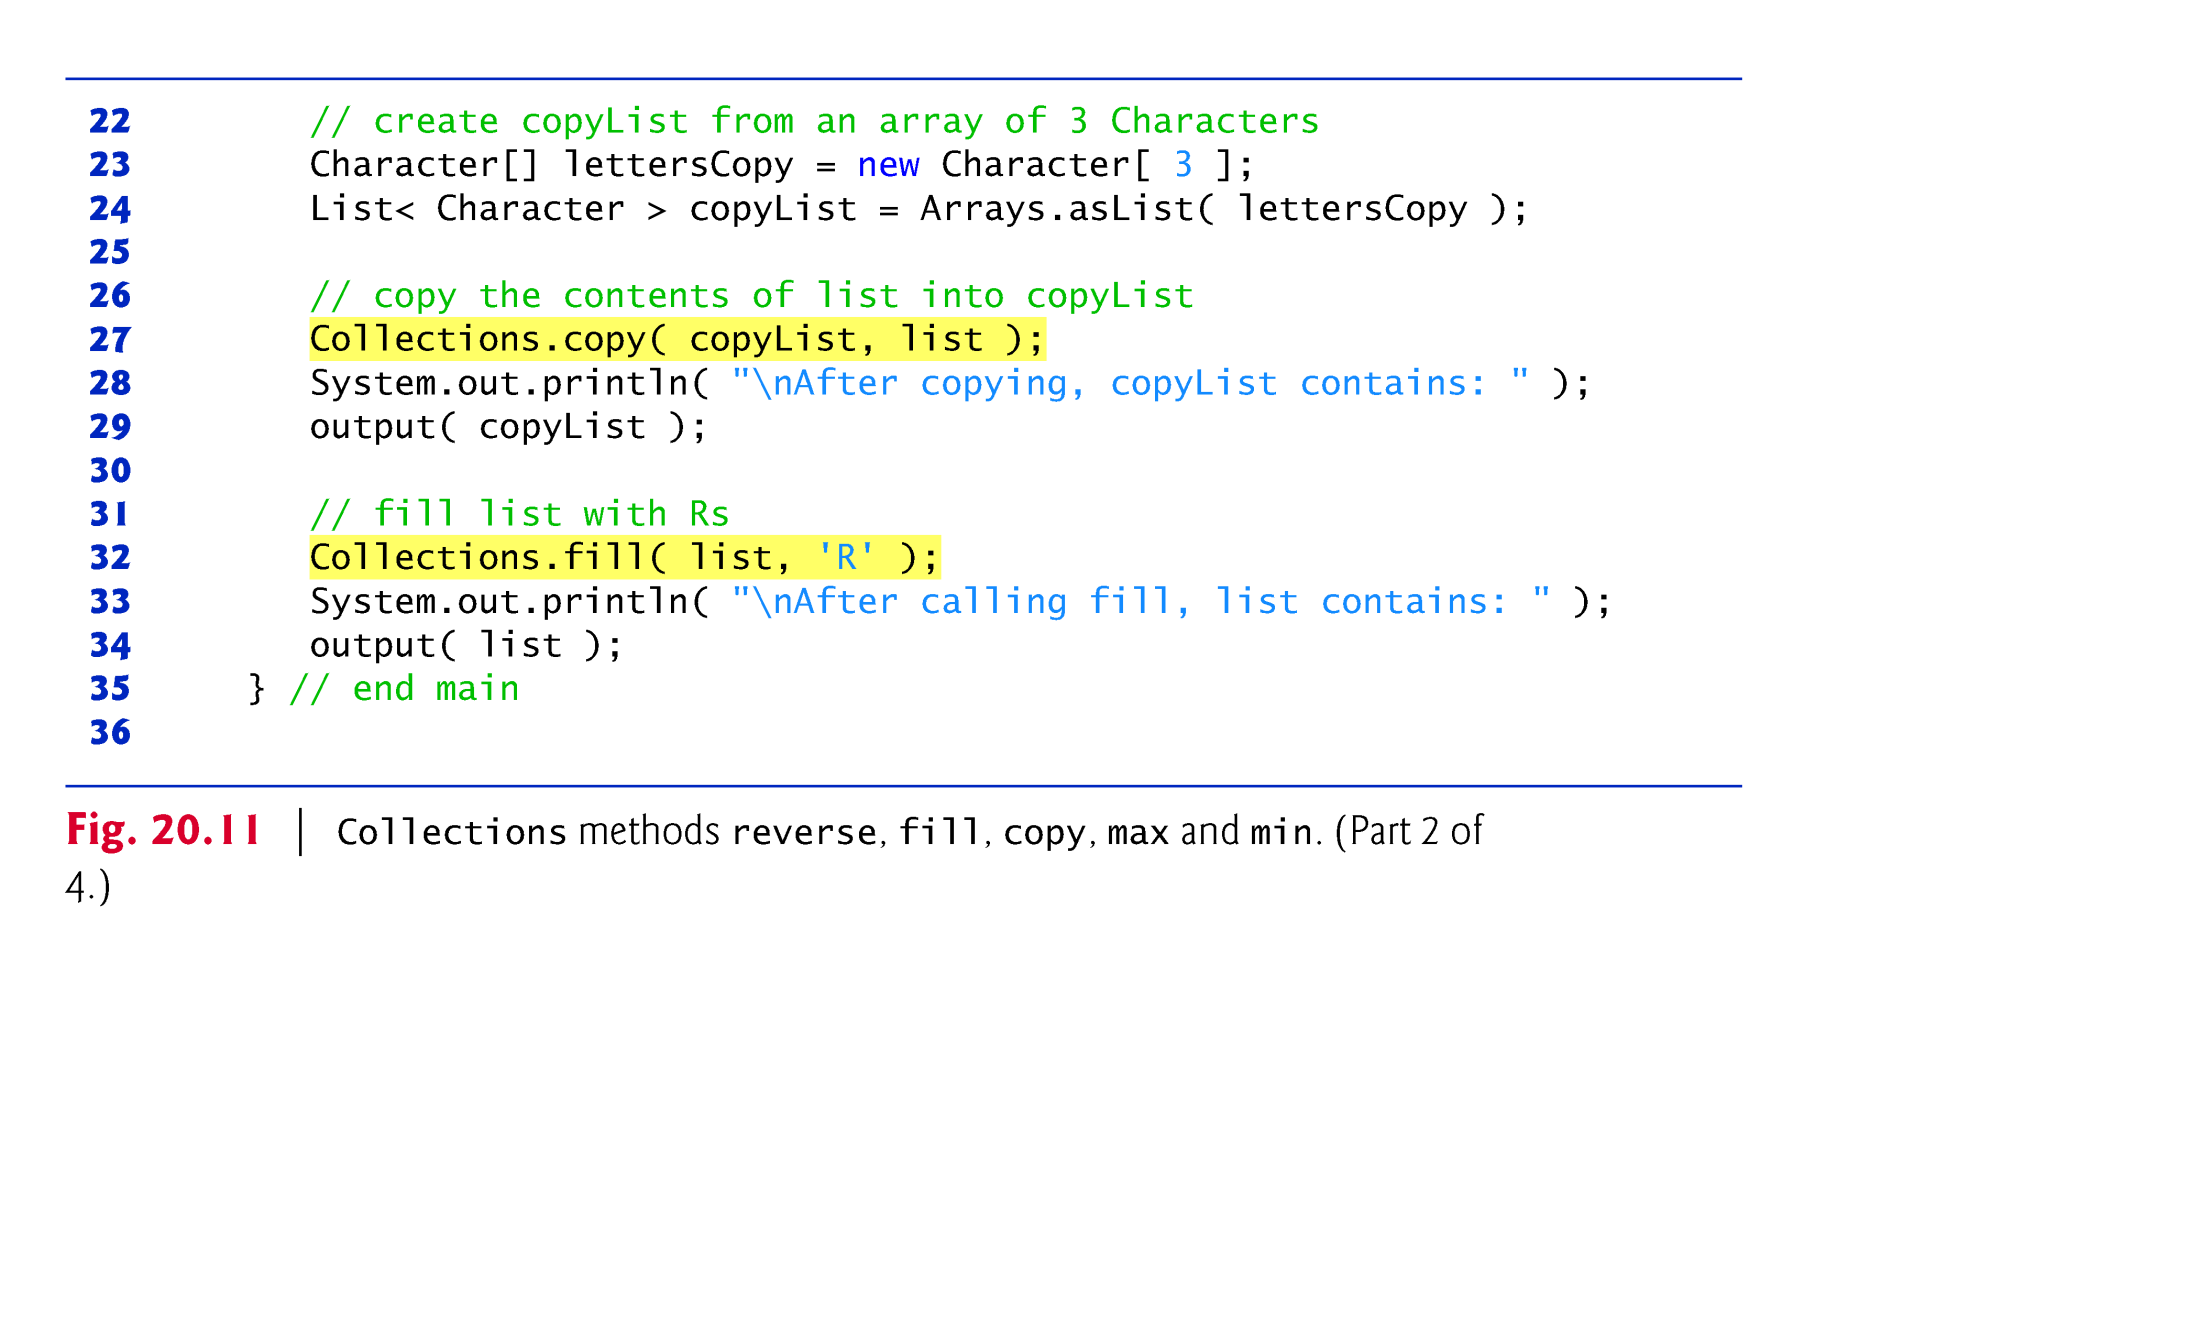 22 // create copyList from an array of 3 Characters
23 Character[] lettersCopy = new Character[ 3 ];
24 List< Character > copyList = Arrays.asList( lettersCopy );
25
26 // copy the contents of list into copyList
27 Collections.copy( copyList, list );
28 System.out.println( "\nAfter copying, copyList contains: " );
29 output( copyList );
30
31 // fill list with Rs
32 Collections.fill( list, 'R' );
33 System.out.println( "\nAfter calling fill, list contains: " );
34 output( list );
35 } // end main
36
Fig. 20.11 | Collections methods reverse, fill, copy, max and min. (Part 2 of
4.)